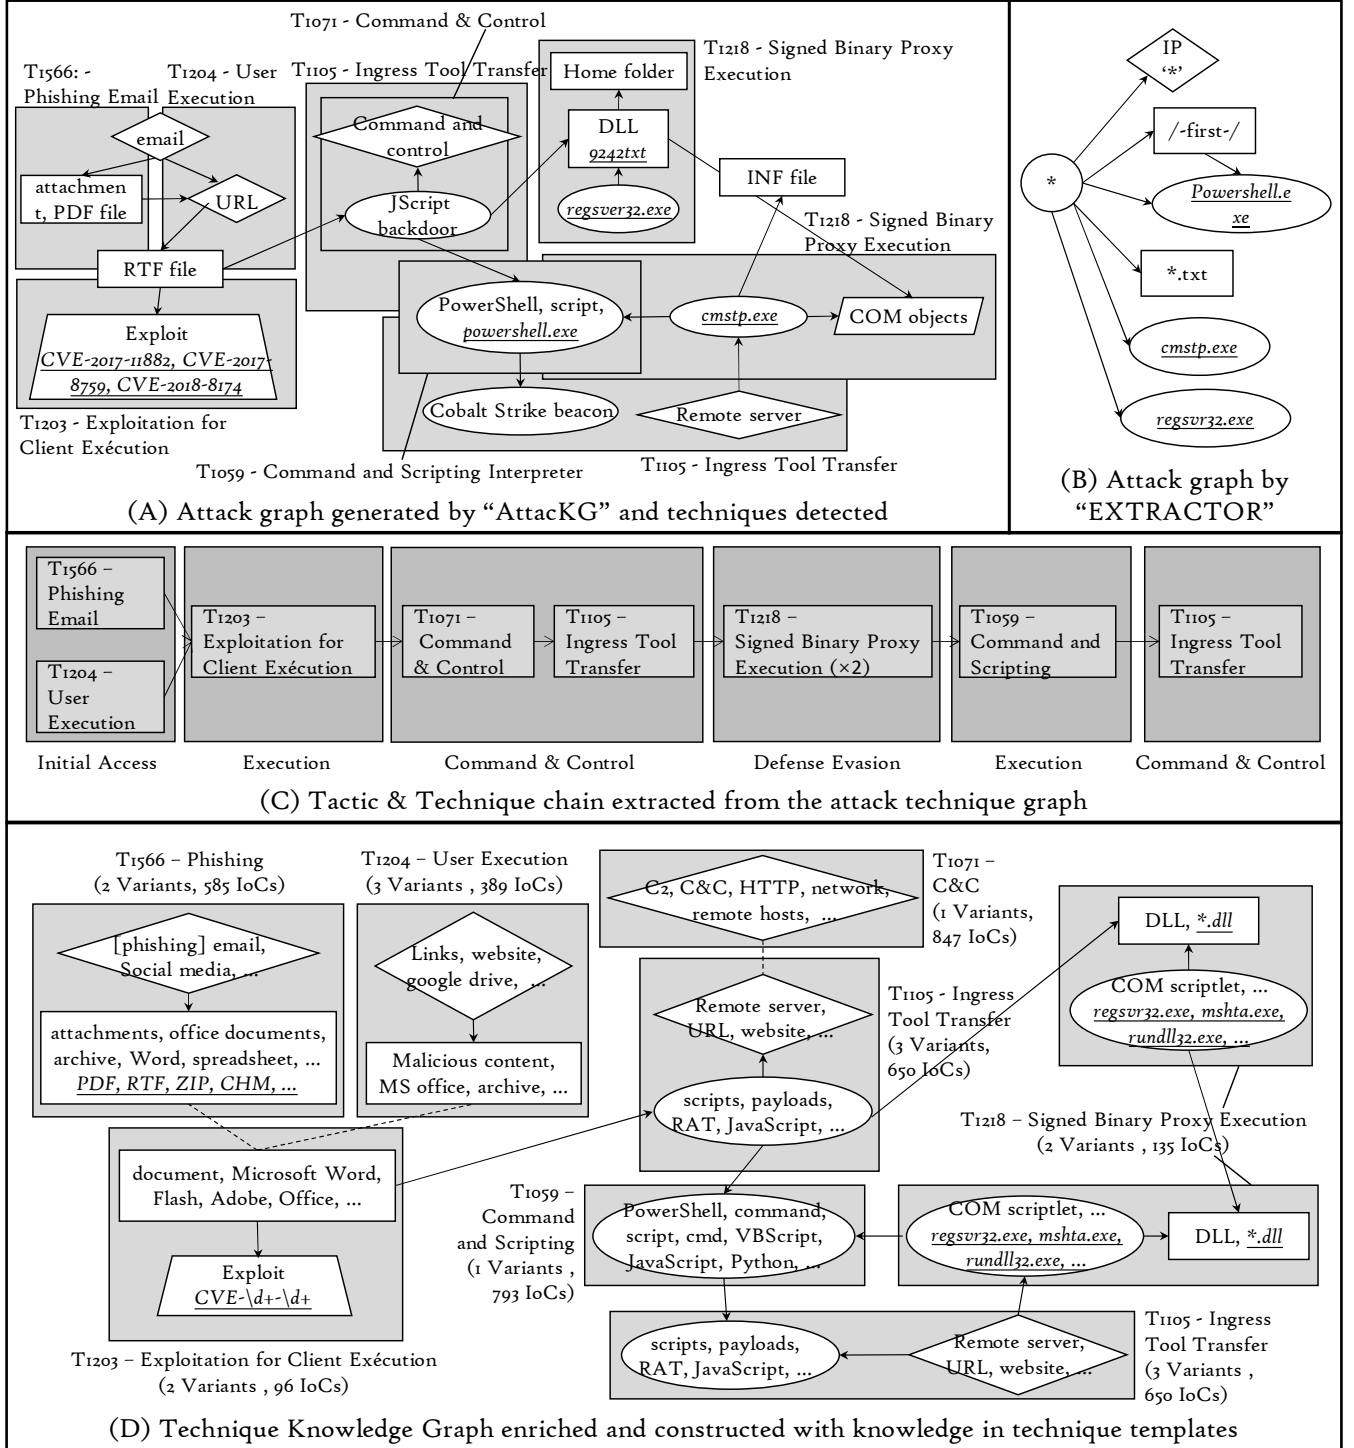 T1071 - Command & Control
T1566: -
Phishing Email
T1204 - User
Execution
T1105 - Ingress Tool Transfer
T1218 - Signed Binary Proxy
Execution
email
attachmen
t, PDF file
URL
RTF file
Exploit
CVE-2017-11882, CVE-2017-
8759, CVE-2018-8174
T1203 - Exploitation for
Client Exécution
Command and
control
JScript
backdoor
Home folder
DLL
9242txt
regsver32.exe
INF file
T1218 - Signed Binary
Proxy Execution
PowerShell, script,
powershell.exe
cmstp.exe
COM objects
Cobalt Strike beacon
Remote server
T1059 - Command and Scripting Interpreter
T1105 - Ingress Tool Transfer
(A) Attack graph generated by “AttacKG” and techniques detected
IP
‘*’
/-first-/
*
Powershell.e
xe
*.txt
cmstp.exe
regsvr32.exe
(B) Attack graph by
“EXTRACTOR”
T1566 –
Phishing
Email
T1204 –
User
Execution
Initial Access
T1203 –
Exploitation for
Client Exécution
Execution
T1071 –
Command
& Control
T1105 –
Ingress Tool
Transfer
Command & Control
T1218 –
Signed Binary Proxy
Execution (×2)
Defense Evasion
T1059 –
Command and
Scripting
Execution
T1105 –
Ingress Tool
Transfer
Command & Control
(C) Tactic & Technique chain extracted from the attack technique graph
T1566 – Phishing
(2 Variants, 585 IoCs)
[phishing] email,
Social media, ...
attachments, office documents,
archive, Word, spreadsheet, ...
PDF, RTF, ZIP, CHM, ...
T1204 – User Execution
(3 Variants , 389 IoCs)
Links, website,
google drive, ...
Malicious content,
MS office, archive, ...
document, Microsoft Word,
Flash, Adobe, Office, ...
Exploit
CVE-\d+-\d+
T1203 – Exploitation for Client Exécution
(2 Variants , 96 IoCs)
C2, C&C, HTTP, network,
remote hosts, ...
T1071 –
C&C
(1 Variants,
847 IoCs)
Remote server,
URL, website, ...
scripts, payloads,
RAT, JavaScript, ...
T1105 - Ingress
Tool Transfer
(3 Variants,
650 IoCs)
DLL, *.dll
COM scriptlet, ...
regsvr32.exe, mshta.exe,
rundll32.exe, ...
T1218 – Signed Binary Proxy Execution
(2 Variants , 135 IoCs)
T1059 –
Command
and Scripting
(1 Variants ,
793 IoCs)
PowerShell, command,
script, cmd, VBScript,
JavaScript, Python, ...
COM scriptlet, ...
regsvr32.exe, mshta.exe,
rundll32.exe, ...
DLL, *.dll
scripts, payloads,
RAT, JavaScript, ...
Remote server,
URL, website, ...
T1105 - Ingress
Tool Transfer
(3 Variants ,
650 IoCs)
(D) Technique Knowledge Graph enriched and constructed with knowledge in technique templates